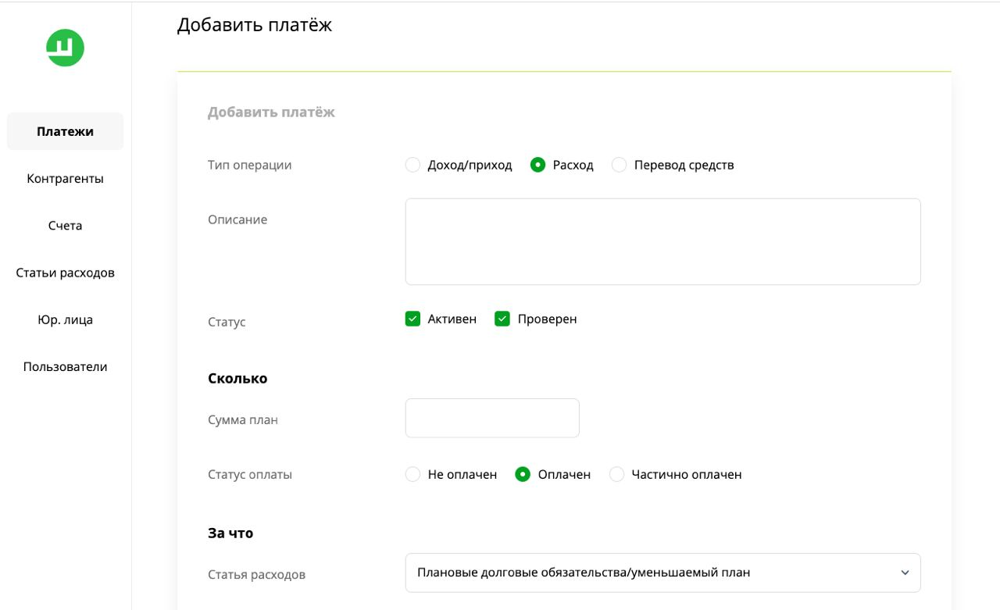 Добавить платёж
Платежи
Контрагенты
Счета
Статьи расходов
Юр. лица
Пользователи
Добавить платёж
Тип операции Доход/приход Расход Перевод средств
Описание
Статус Активен Проверен
Сколько
Сумма план
Статус оплаты Не оплачен Оплачен Частично оплачен
За что
Статья расходов Плановые долговые обязательства/уменьшаемый план